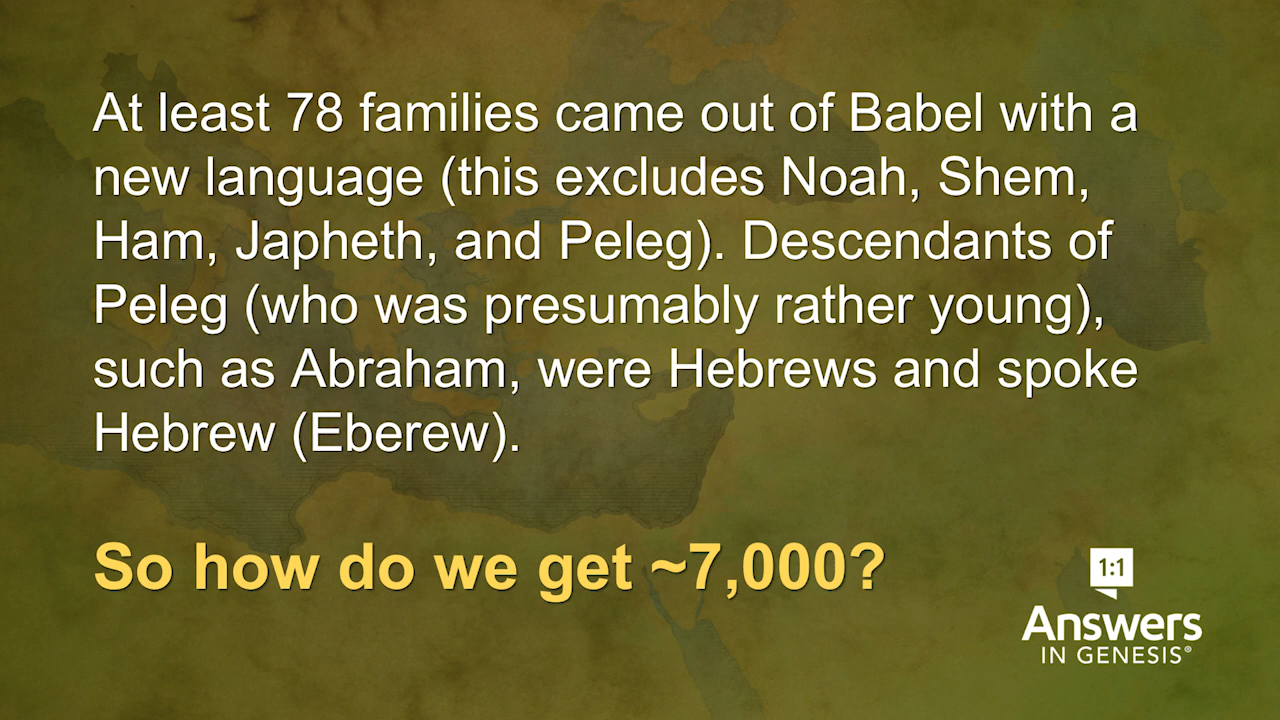 At least 78 families came out of Babel with a
new language (this excludes Noah, Shem,
Ham, Japheth, and Peleg). Descendants of
Peleg (who was presumably rather young),
such as Abraham, were Hebrews and spoke
Hebrew (Eberew).
So how do we get ~7,000?
1:1
Answers
IN GENESIS®